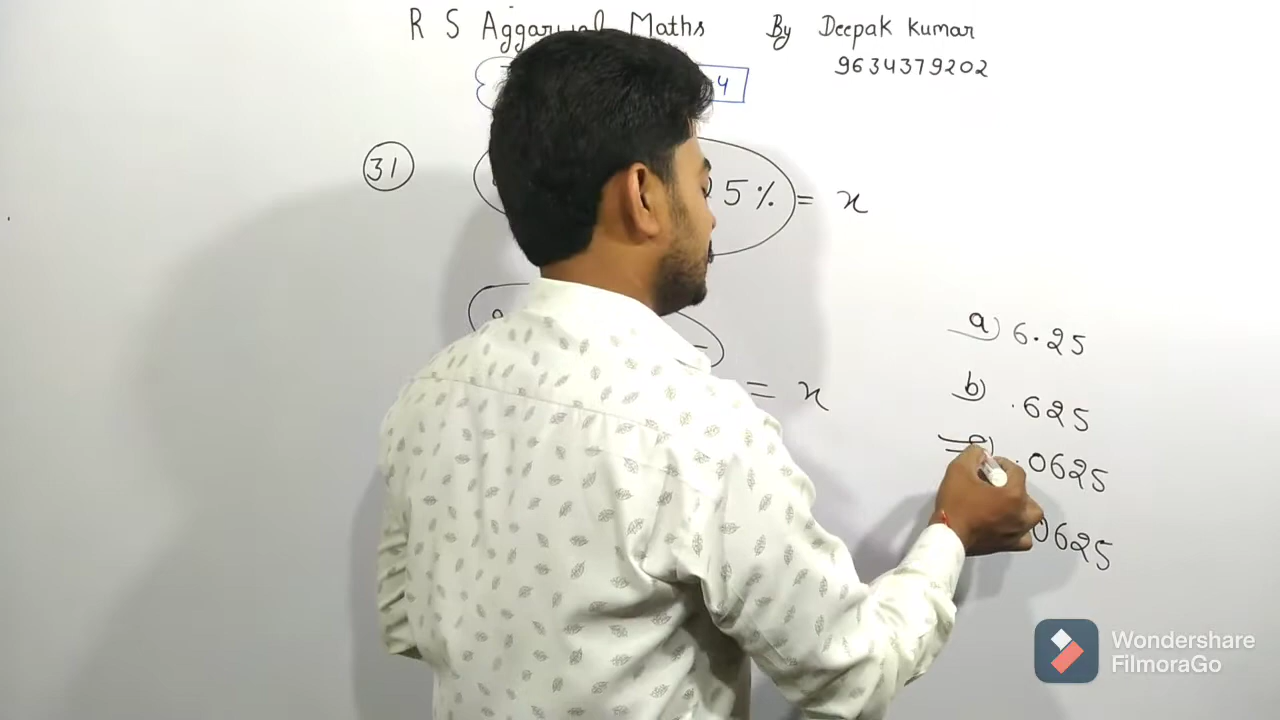 R S Aggarwal Maths By Deepak Kumar
9634379202
4
31 5% = x
= x
a) 6.25
b) .625
c) .0625
0625
Wondershare
FilmoraGo